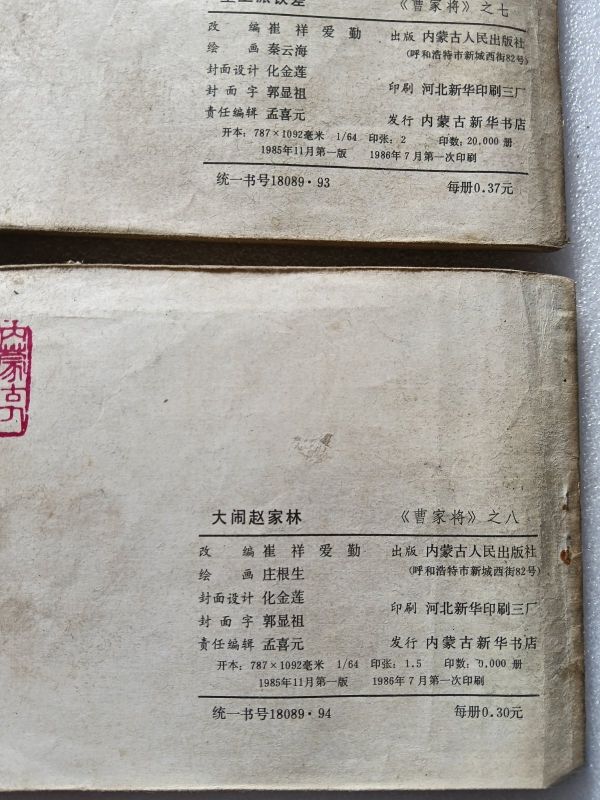 《曹家将》之七
改 编 崔 祥 爱 勤 出版 内蒙古人民出版社
绘 画 秦云海 (呼和浩特市新城西街82号)
封面设计 化金莲
封 面 字 郭显祖 印刷 河北新华印刷三厂
责任编辑 孟喜元 发行 内蒙古新华书店
开本：787×1092毫米 1/64 印张：2 印数：20,000 册
1985年11月第一版 1986年7月第一次印刷
统一书号18089·93 每册0.37元
内蒙古
大闹赵家林 《曹家将》之八
改 编 崔 祥 爱 勤 出版 内蒙古人民出版社
绘 画 庄根生 (呼和浩特市新城西街82号)
封面设计 化金莲
封 面 字 郭显祖 印刷 河北新华印刷三厂
责任编辑 孟喜元 发行 内蒙古新华书店
开本：787×1092毫米 1/64 印张：1.5 印数： 册
1985年11月第一版 1986年7月第一次印刷
统一书号18089·94 每册0.30元